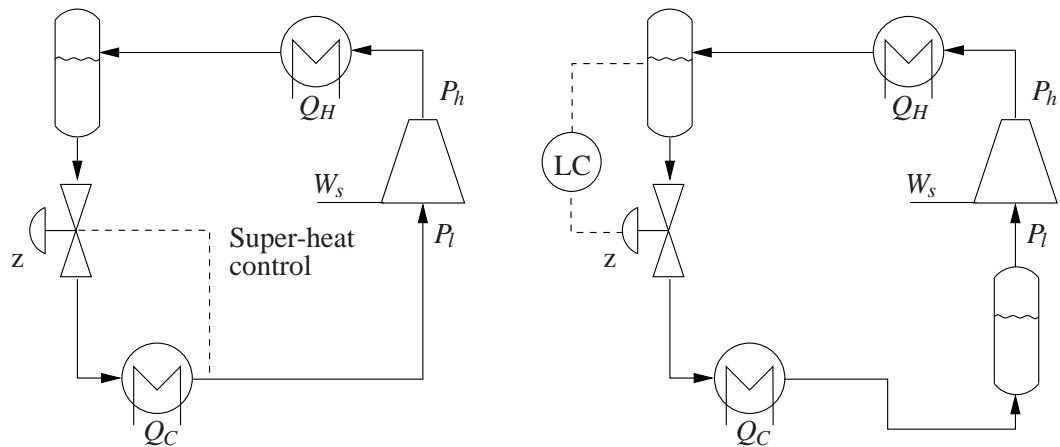 Q_H
P_h
W_s
P_l
z
Super-heat
control
Q_C
Q_H
P_h
LC
W_s
P_l
z
Q_C